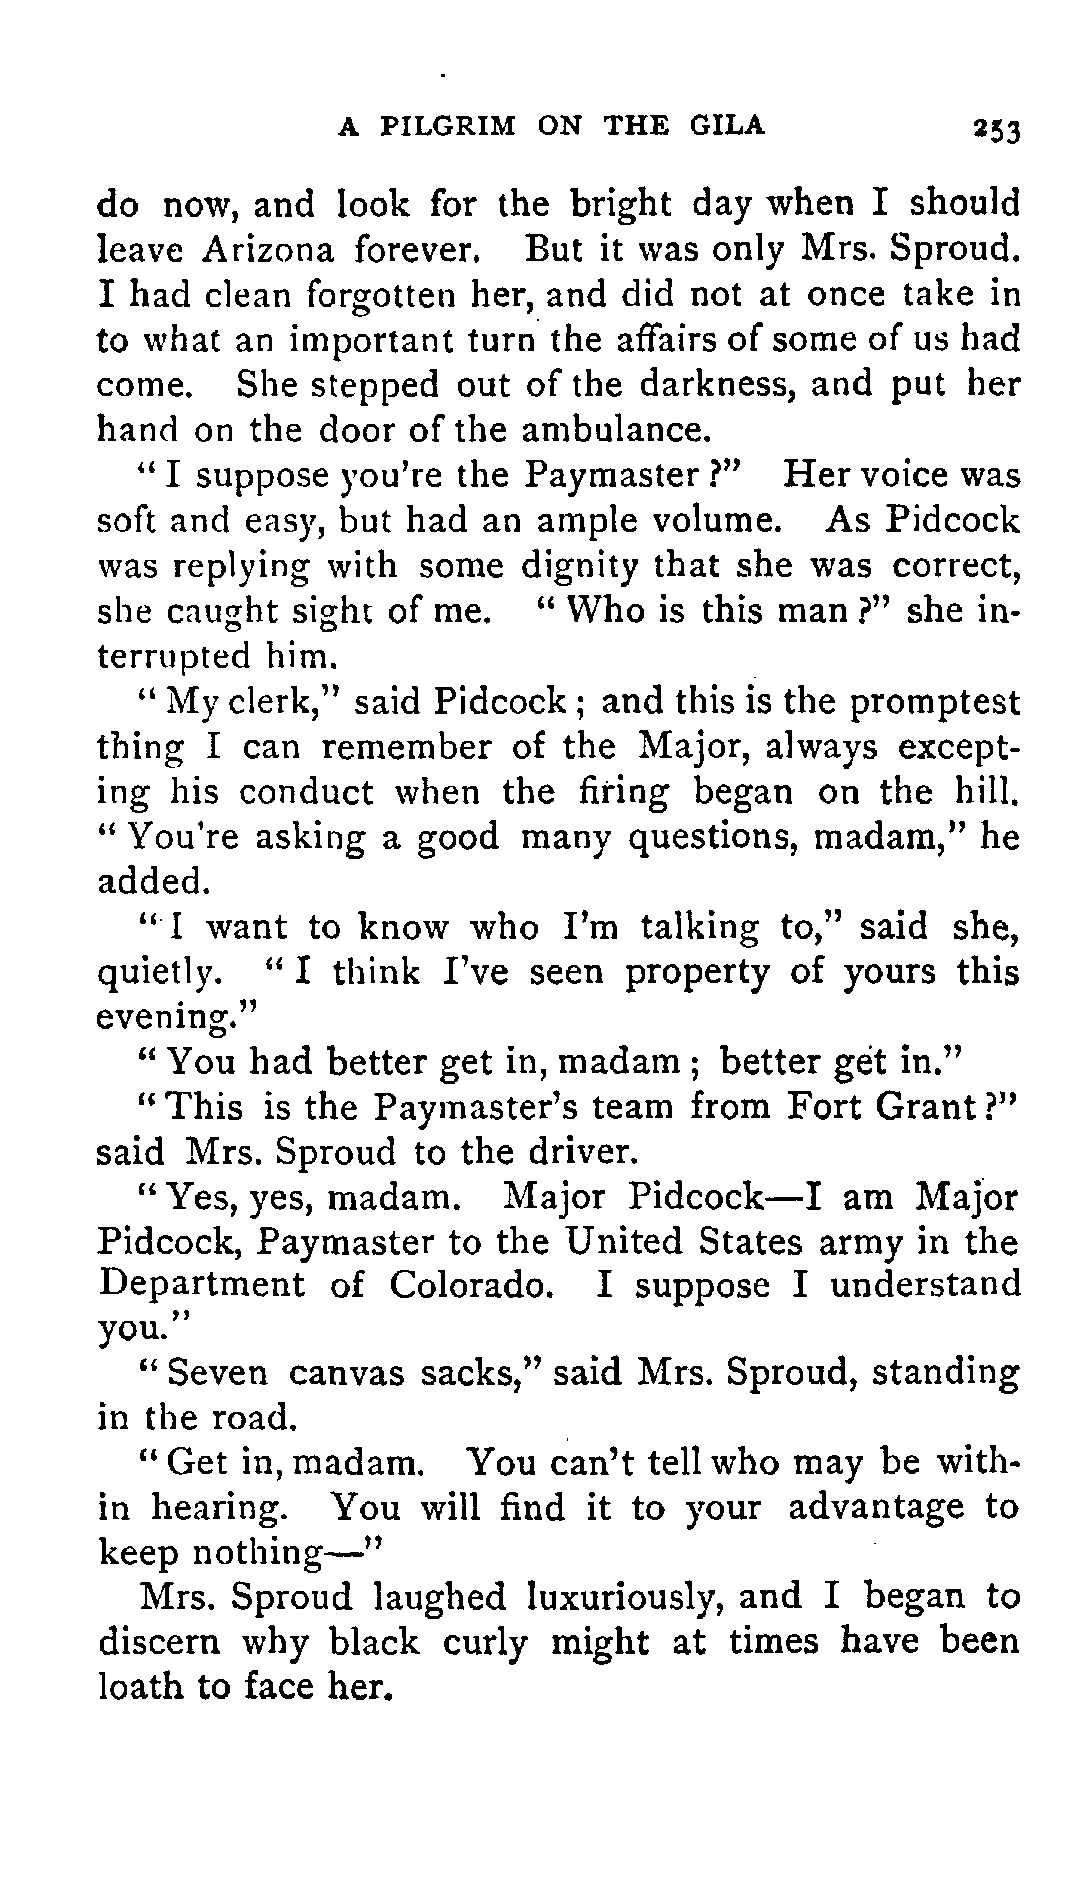 A PILGRIM ON THE GILA 253
do now, and look for the bright day when I should
leave Arizona forever. But it was only Mrs. Sproud.
I had clean forgotten her, and did not at once take in
to what an important turn the affairs of some of us had
come. She stepped out of the darkness, and put her
hand on the door of the ambulance.
“I suppose you're the Paymaster?” Her voice was
soft and easy, but had an ample volume. As Pidcock
was replying with some dignity that she was correct,
she caught sight of me. “Who is this man?” she in-
terrupted him.
“My clerk,” said Pidcock; and this is the promptest
thing I can remember of the Major, always except-
ing his conduct when the firing began on the hill.
“You're asking a good many questions, madam,” he
added.
“I want to know who I'm talking to,” said she,
quietly. “I think I've seen property of yours this
evening.”
“You had better get in, madam; better get in.”
“This is the Paymaster's team from Fort Grant?”
said Mrs. Sproud to the driver.
“Yes, yes, madam. Major Pidcock—I am Major
Pidcock, Paymaster to the United States army in the
Department of Colorado. I suppose I understand
you.”
“Seven canvas sacks,” said Mrs. Sproud, standing
in the road.
“Get in, madam. You can't tell who may be with-
in hearing. You will find it to your advantage to
keep nothing—”
Mrs. Sproud laughed luxuriously, and I began to
discern why black curly might at times have been
loath to face her.